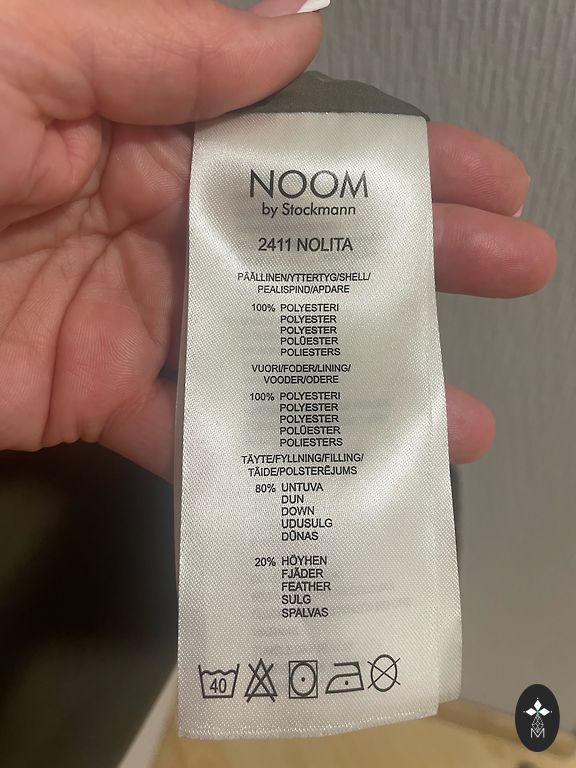 NOOM
by Stockmann
2411 NOLITA
PÄÄLLINEN/YTTERTYG/SHELL/
PEALISPIND/APDARE
100% POLYESTERI
POLYESTER
POLYESTER
POLÜESTER
POLIESTERS
VUORI/FODER/LINING/
VOODER/ODERE
100% POLYESTERI
POLYESTER
POLYESTER
POLÜESTER
POLIESTERS
TÄYTE/FYLLNING/FILLING/
TÄIDE/POLSTERĒJUMS
80% UNTUVA
DUN
DOWN
UDUSULG
DŪNAS
20% HÖYHEN
FJÄDER
FEATHER
SULG
SPALVAS
40
M